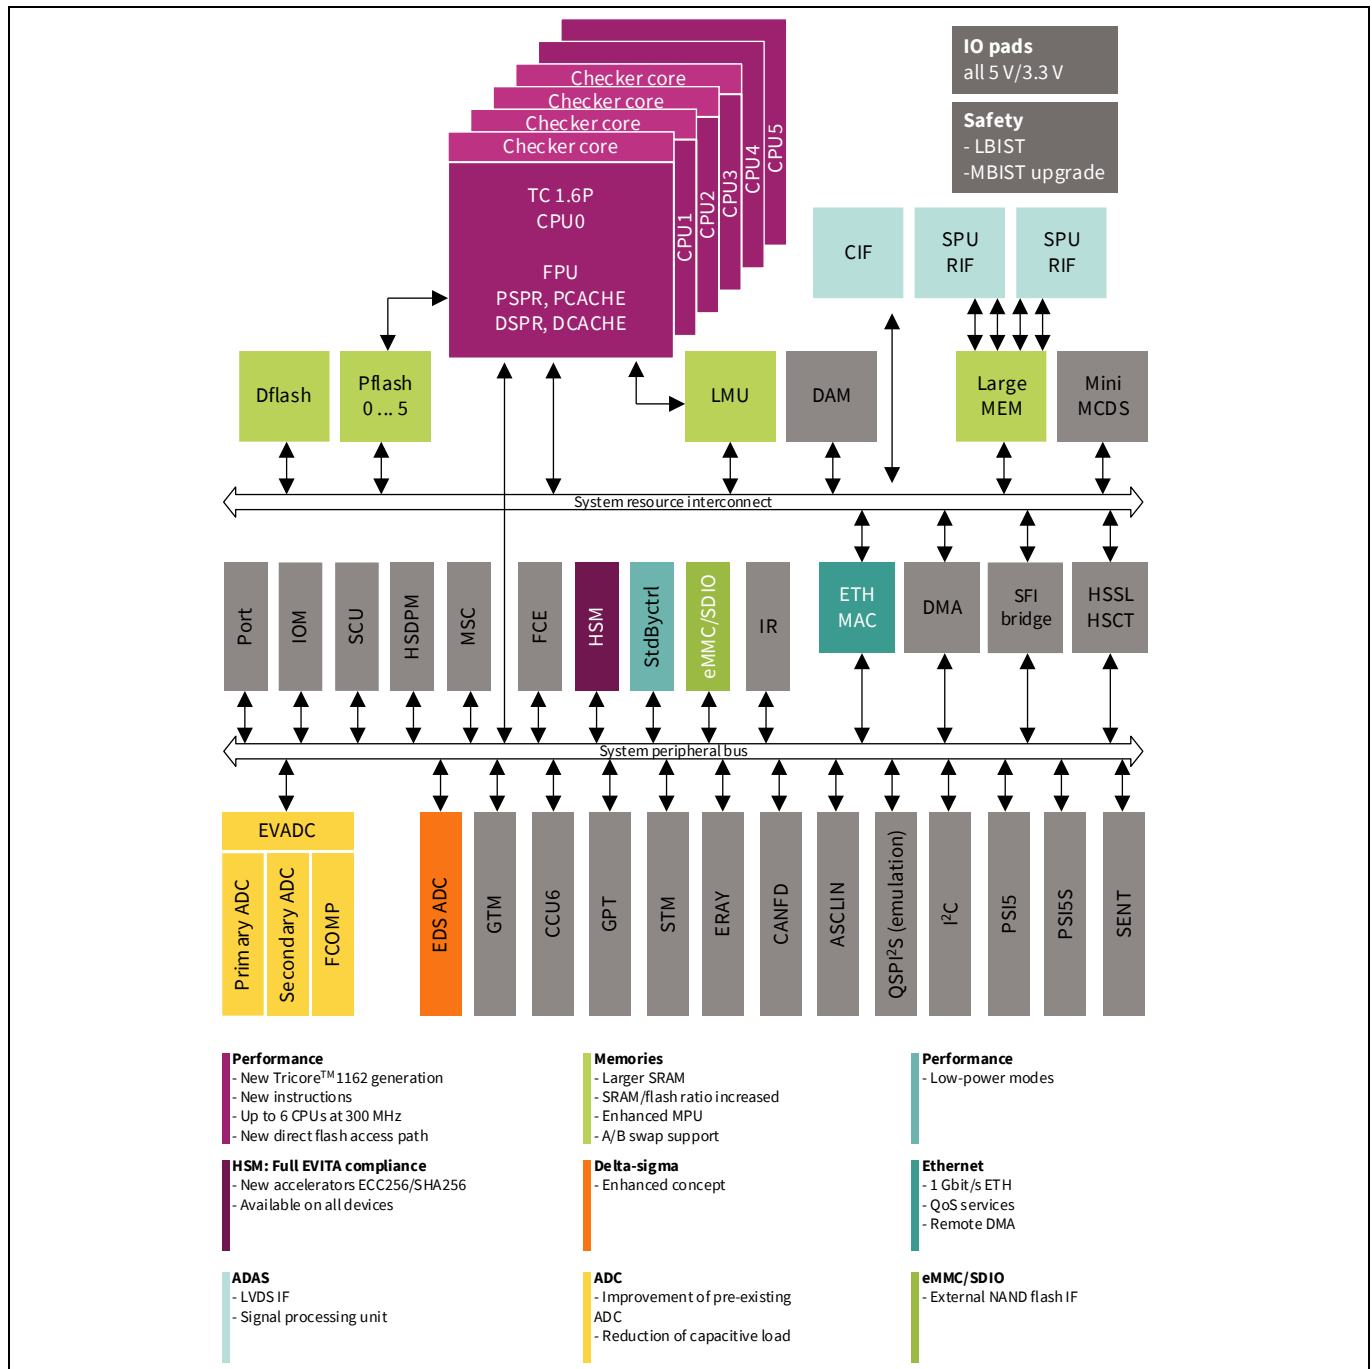 IO pads
all 5 V/3.3 V
Safety
- LBIST
-MBIST upgrade
Checker core
Checker core
Checker core
Checker core
TC 1.6P
CPU0
FPU
PSPR, PCACHE
DSPR, DCACHE
CPU1
CPU2
CPU3
CPU4
CPU5
CIF
SPU
RIF
SPU
RIF
Dflash
Pflash
0 ... 5
LMU
DAM
Large
MEM
Mini
MCDS
System resource interconnect
Port
IOM
SCU
HSDPM
MSC
FCE
HSM
StdByctrl
eMMC/SDIO
IR
ETH
MAC
DMA
SFI
bridge
HSSL
HSCT
System peripheral bus
EVADC
Primary ADC
Secondary ADC
FCOMP
EDS ADC
GTM
CCU6
GPT
STM
ERAY
CANFD
ASCLIN
QSPI²S (emulation)
I²C
PSI5
PSI5S
SENT
Performance
- New Tricore™1162 generation
- New instructions
- Up to 6 CPUs at 300 MHz
- New direct flash access path
Memories
- Larger SRAM
- SRAM/flash ratio increased
- Enhanced MPU
- A/B swap support
Performance
- Low-power modes
HSM: Full EVITA compliance
- New accelerators ECC256/SHA256
- Available on all devices
Delta-sigma
- Enhanced concept
Ethernet
- 1 Gbit/s ETH
- QoS services
- Remote DMA
ADAS
- LVDS IF
- Signal processing unit
ADC
- Improvement of pre-existing
ADC
- Reduction of capacitive load
eMMC/SDIO
- External NAND flash IF